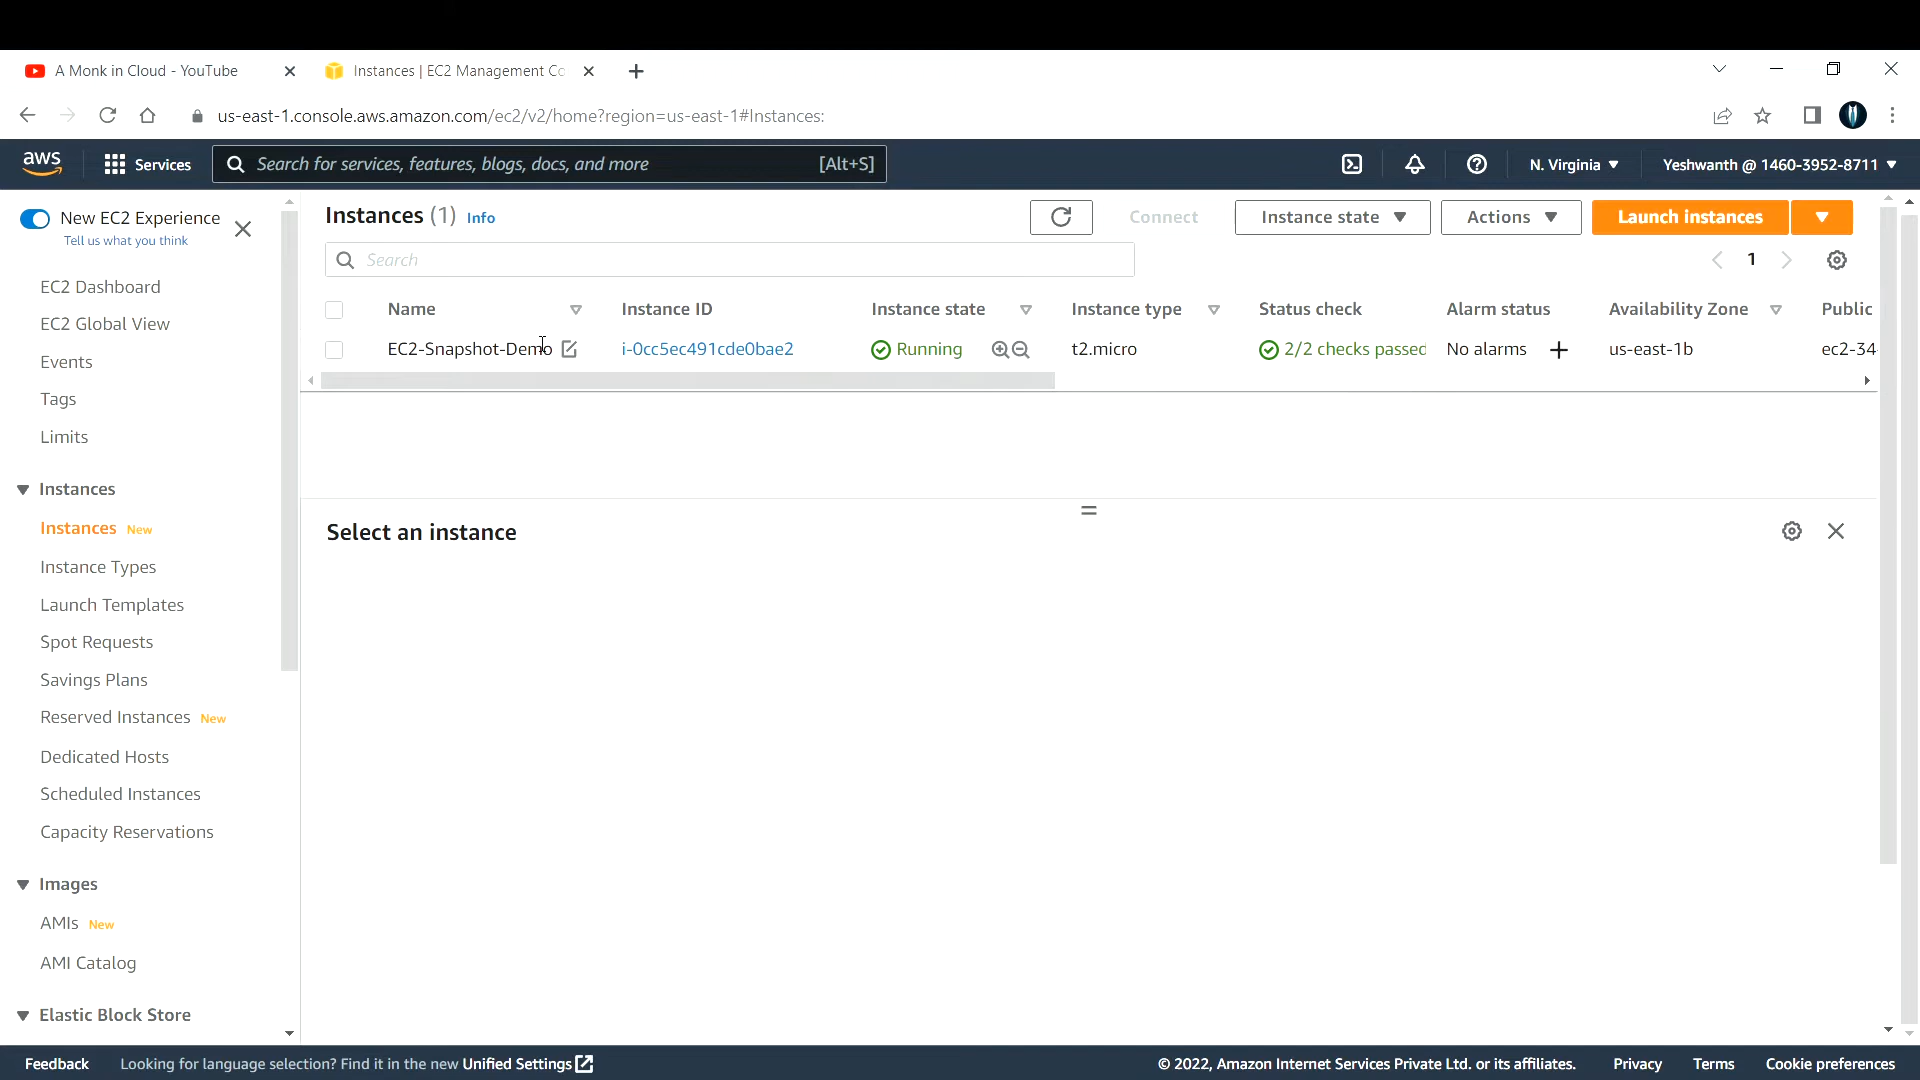 A Monk in Cloud - YouTube
Instances | EC2 Management Co
us-east-1.console.aws.amazon.com/ec2/v2/home?region=us-east-1#Instances:
aws
Services
Search for services, features, blogs, docs, and more
[Alt+S]
N. Virginia
Yeshwanth @ 1460-3952-8711
New EC2 Experience
Tell us what you think
EC2 Dashboard
EC2 Global View
Events
Tags
Limits
Instances
Instances New
Instance Types
Launch Templates
Spot Requests
Savings Plans
Reserved Instances New
Dedicated Hosts
Scheduled Instances
Capacity Reservations
Images
AMIs New
AMI Catalog
Elastic Block Store
Instances (1) Info
Connect
Instance state
Actions
Launch instances
Search
1
Name Instance ID Instance state Instance type Status check Alarm status Availability Zone Public
EC2-Snapshot-Demo i-0cc5ec491cde0bae2 Running t2.micro 2/2 checks passed No alarms us-east-1b ec2-34-
Select an instance
Feedback
Looking for language selection? Find it in the new Unified Settings
© 2022, Amazon Internet Services Private Ltd. or its affiliates.
Privacy
Terms
Cookie preferences